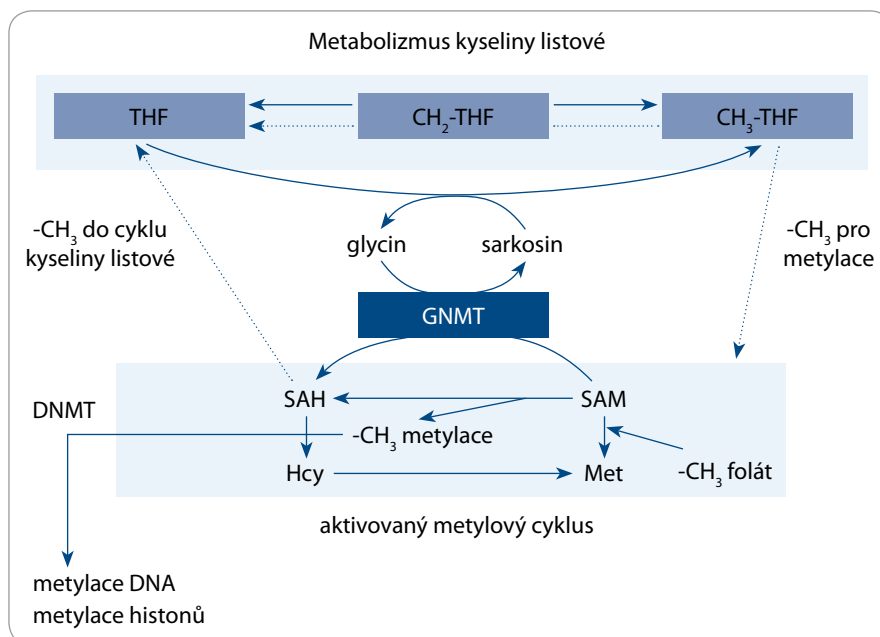 Metabolizmus kyseliny listové
THF
CH₂-THF
CH₃-THF
-CH₃ do cyklu
kyseliny listové
glycin
sarkosin
-CH₃ pro
metylace
GNMT
SAH
SAM
DNMT
-CH₃ metylace
Hcy
Met
-CH₃ folát
aktivovaný metylový cyklus
metylace DNA
metylace histonů